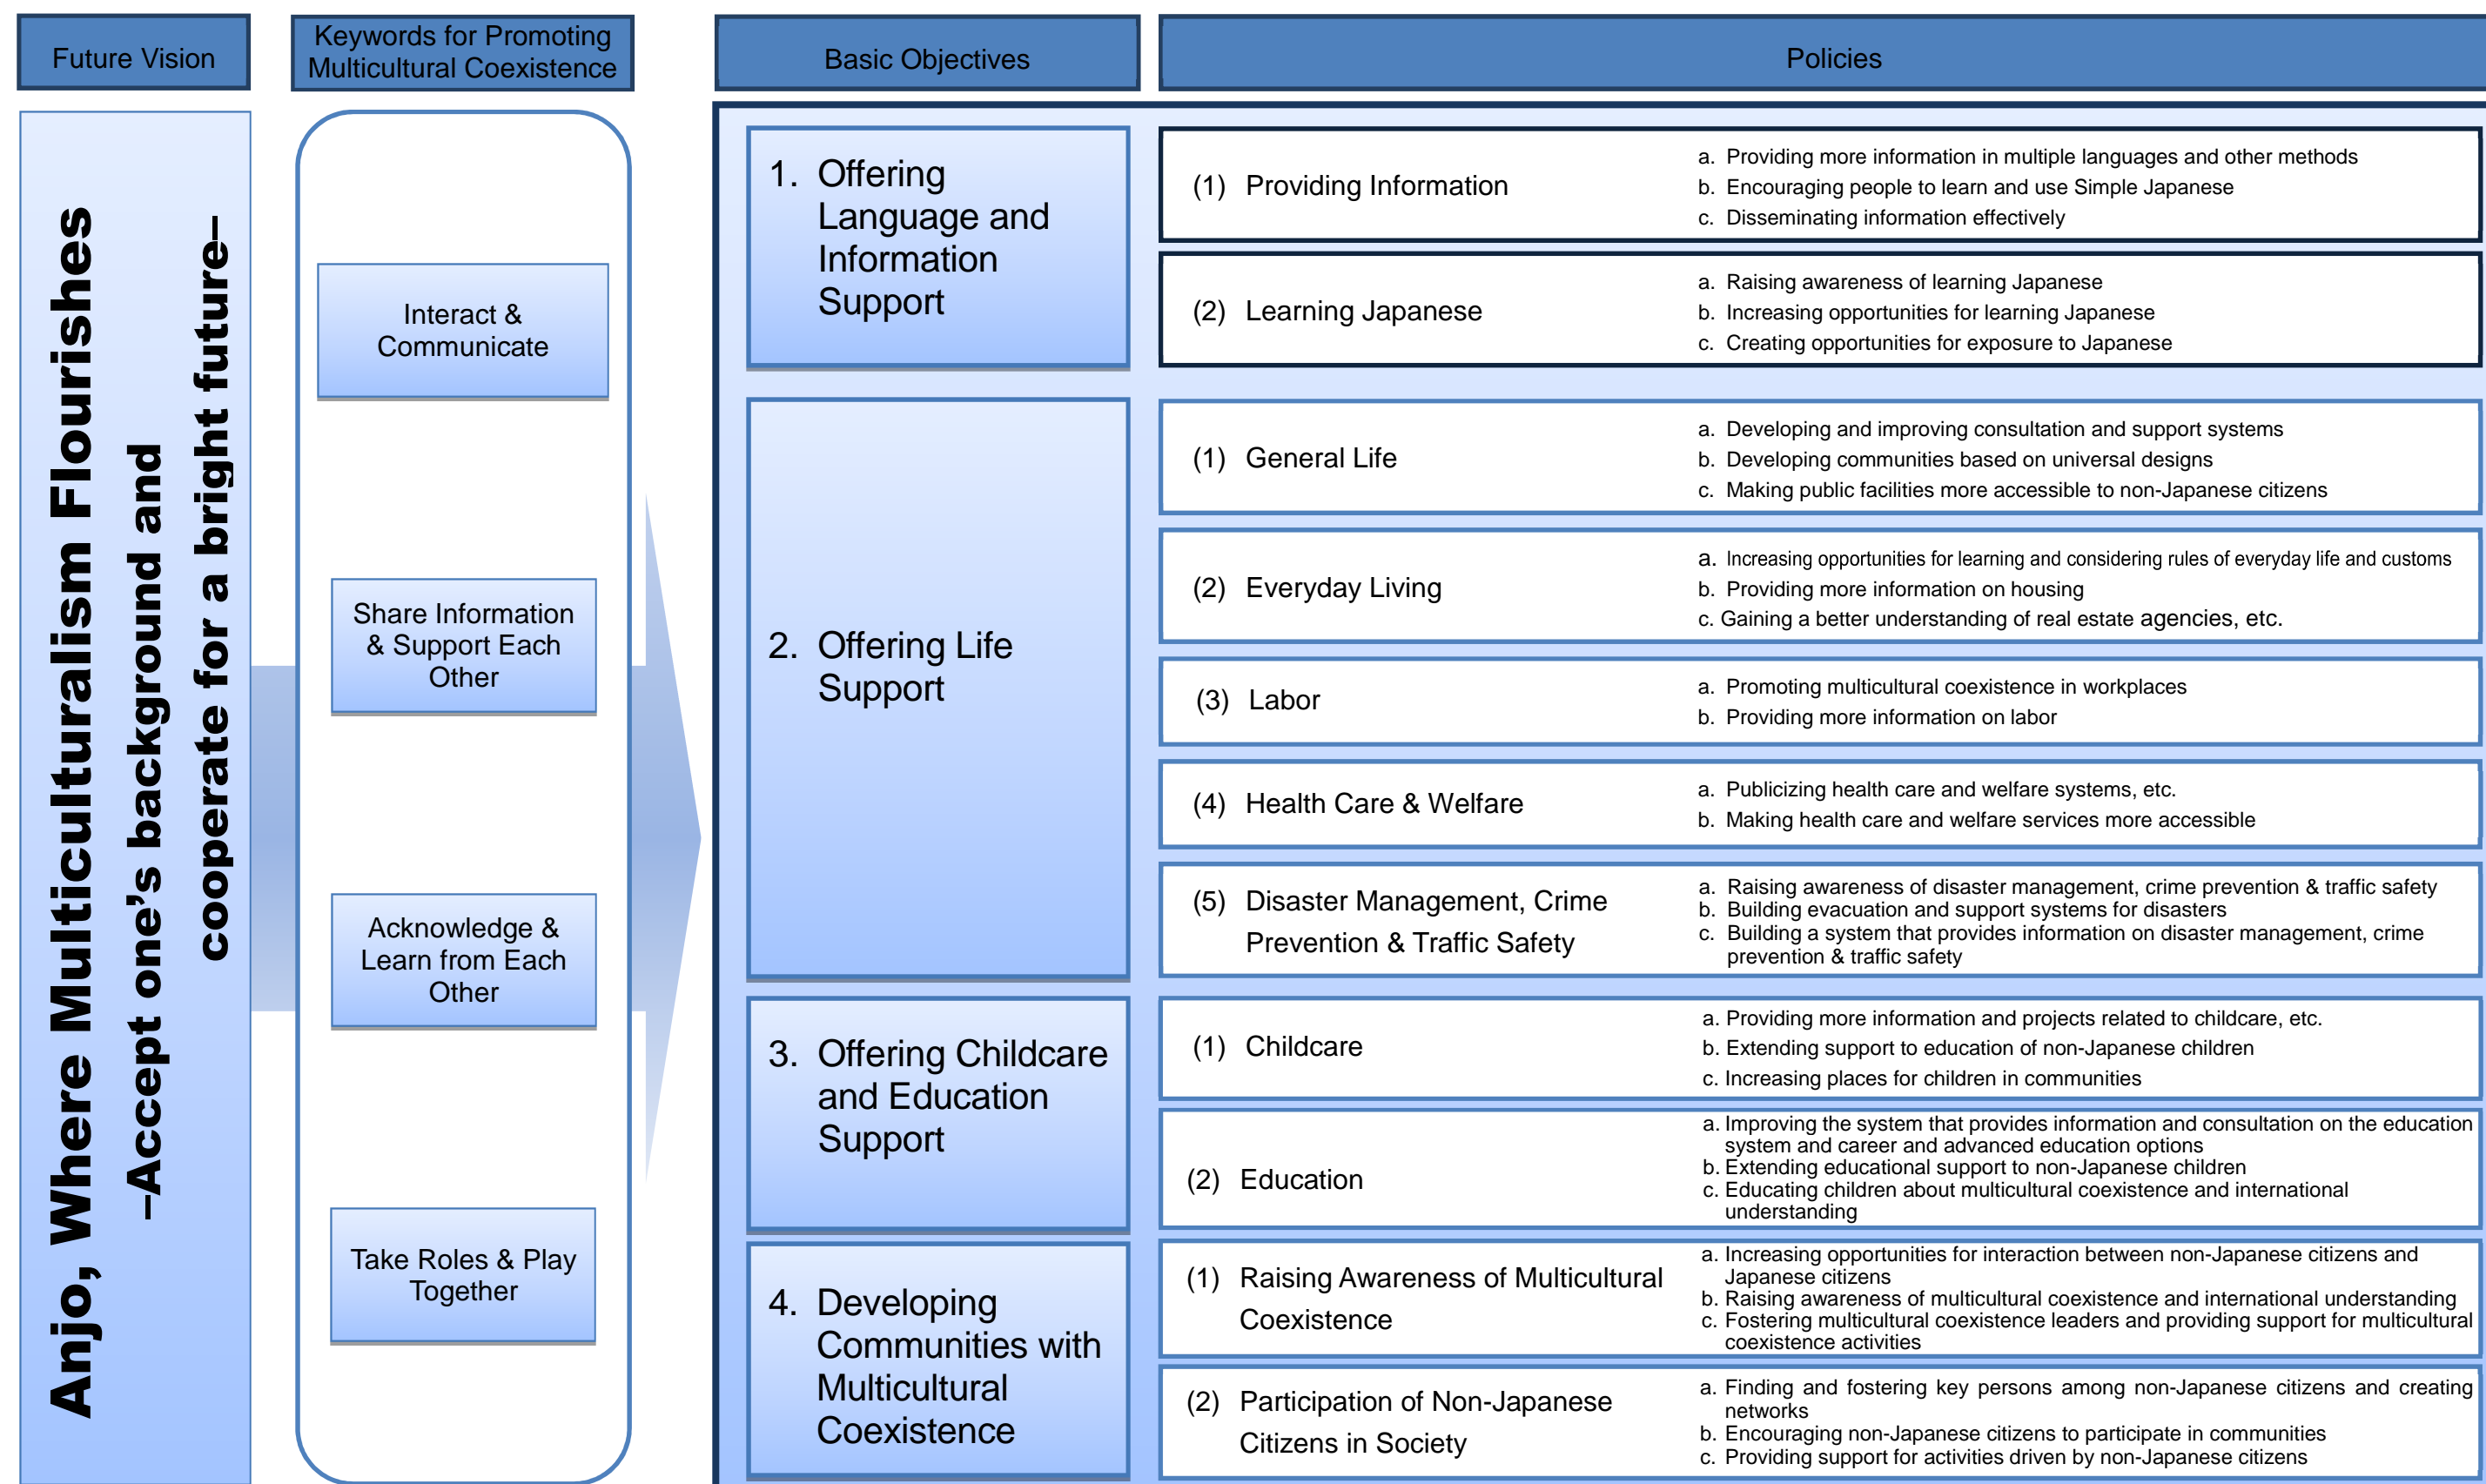 Future Vision
Keywords for Promoting
Multicultural Coexistence
Basic Objectives
Policies
Anjo, Where Multiculturalism Flourishes
–Accept one's background and
cooperate for a bright future–
Interact &
Communicate
Share Information
& Support Each
Other
Acknowledge &
Learn from Each
Other
Take Roles & Play
Together
1. Offering
Language and
Information
Support
(1) Providing Information
a. Providing more information in multiple languages and other methods
b. Encouraging people to learn and use Simple Japanese
c. Disseminating information effectively
(2) Learning Japanese
a. Raising awareness of learning Japanese
b. Increasing opportunities for learning Japanese
c. Creating opportunities for exposure to Japanese
2. Offering Life
Support
(1) General Life
a. Developing and improving consultation and support systems
b. Developing communities based on universal designs
c. Making public facilities more accessible to non-Japanese citizens
(2) Everyday Living
a. Increasing opportunities for learning and considering rules of everyday life and customs
b. Providing more information on housing
c. Gaining a better understanding of real estate agencies, etc.
(3) Labor
a. Promoting multicultural coexistence in workplaces
b. Providing more information on labor
(4) Health Care & Welfare
a. Publicizing health care and welfare systems, etc.
b. Making health care and welfare services more accessible
(5) Disaster Management, Crime
Prevention & Traffic Safety
a. Raising awareness of disaster management, crime prevention & traffic safety
b. Building evacuation and support systems for disasters
c. Building a system that provides information on disaster management, crime
prevention & traffic safety
3. Offering Childcare
and Education
Support
(1) Childcare
a. Providing more information and projects related to childcare, etc.
b. Extending support to education of non-Japanese children
c. Increasing places for children in communities
(2) Education
a. Improving the system that provides information and consultation on the education
system and career and advanced education options
b. Extending educational support to non-Japanese children
c. Educating children about multicultural coexistence and international
understanding
4. Developing
Communities with
Multicultural
Coexistence
(1) Raising Awareness of Multicultural
Coexistence
a. Increasing opportunities for interaction between non-Japanese citizens and
Japanese citizens
b. Raising awareness of multicultural coexistence and international understanding
c. Fostering multicultural coexistence leaders and providing support for multicultural
coexistence activities
(2) Participation of Non-Japanese
Citizens in Society
a. Finding and fostering key persons among non-Japanese citizens and creating
networks
b. Encouraging non-Japanese citizens to participate in communities
c. Providing support for activities driven by non-Japanese citizens